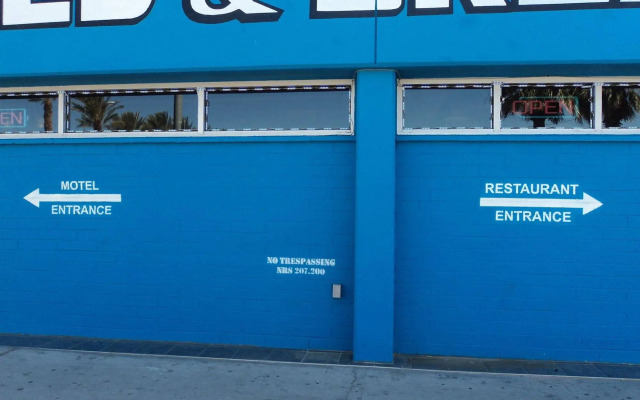 &
OPEN
MOTEL
ENTRANCE
RESTAURANT
ENTRANCE
NO TRESPASSING
NRS 207.200